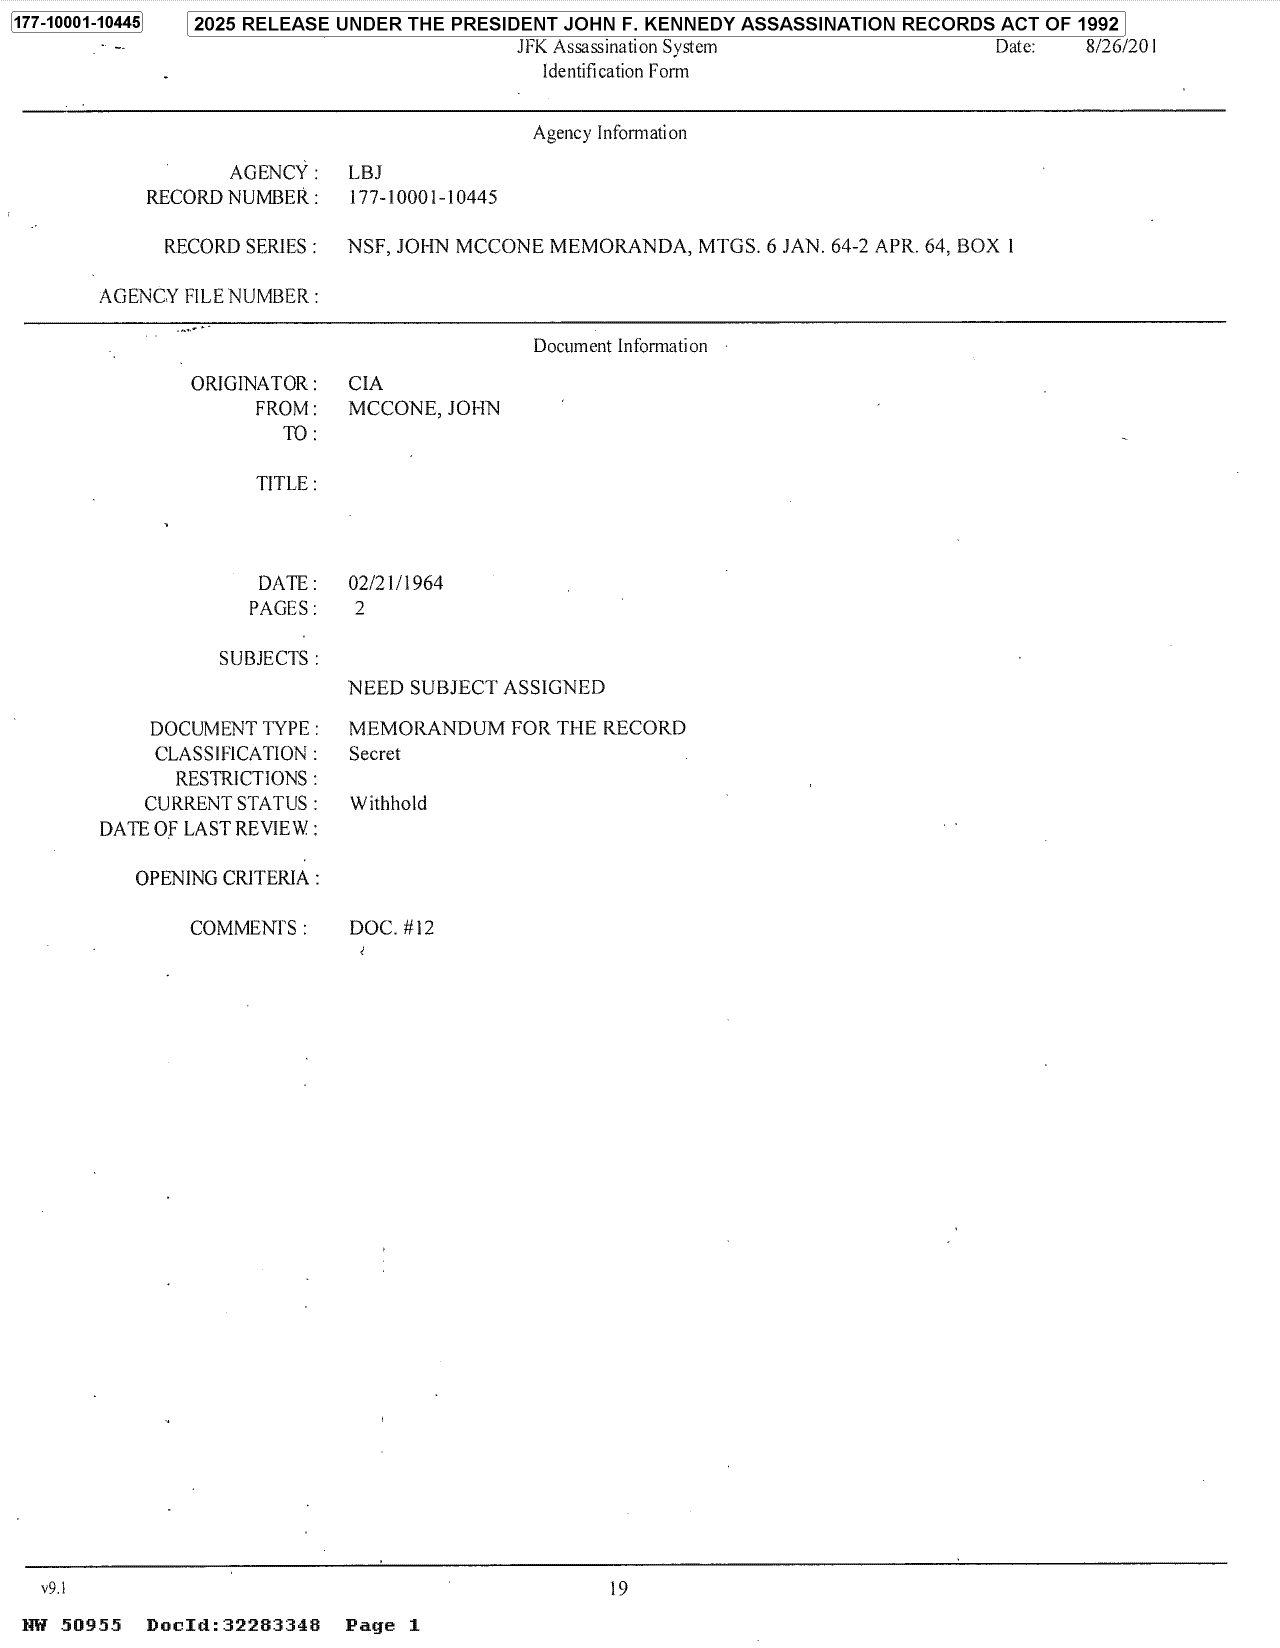 177-10001-10445 2025 RELEASE UNDER THE PRESIDENT JOHN F. KENNEDY ASSASSINATION RECORDS ACT OF 1992
JFK Assassination System Date: 8/26/201
Identification Form
Agency Information
AGENCY : LBJ
RECORD NUMBER : 177-10001-10445
RECORD SERIES : NSF, JOHN MCCONE MEMORANDA, MTGS. 6 JAN. 64-2 APR. 64, BOX 1
AGENCY FILE NUMBER :
Document Information
ORIGINATOR : CIA
FROM : MCCONE, JOHN
TO :
TITLE :
DATE : 02/21/1964
PAGES : 2
SUBJECTS :
NEED SUBJECT ASSIGNED
DOCUMENT TYPE : MEMORANDUM FOR THE RECORD
CLASSIFICATION : Secret
RESTRICTIONS :
CURRENT STATUS : Withhold
DATE OF LAST REVIEW :
OPENING CRITERIA :
COMMENTS : DOC. #12
v9.1 19
NW 50955 DocId:32283348 Page 1